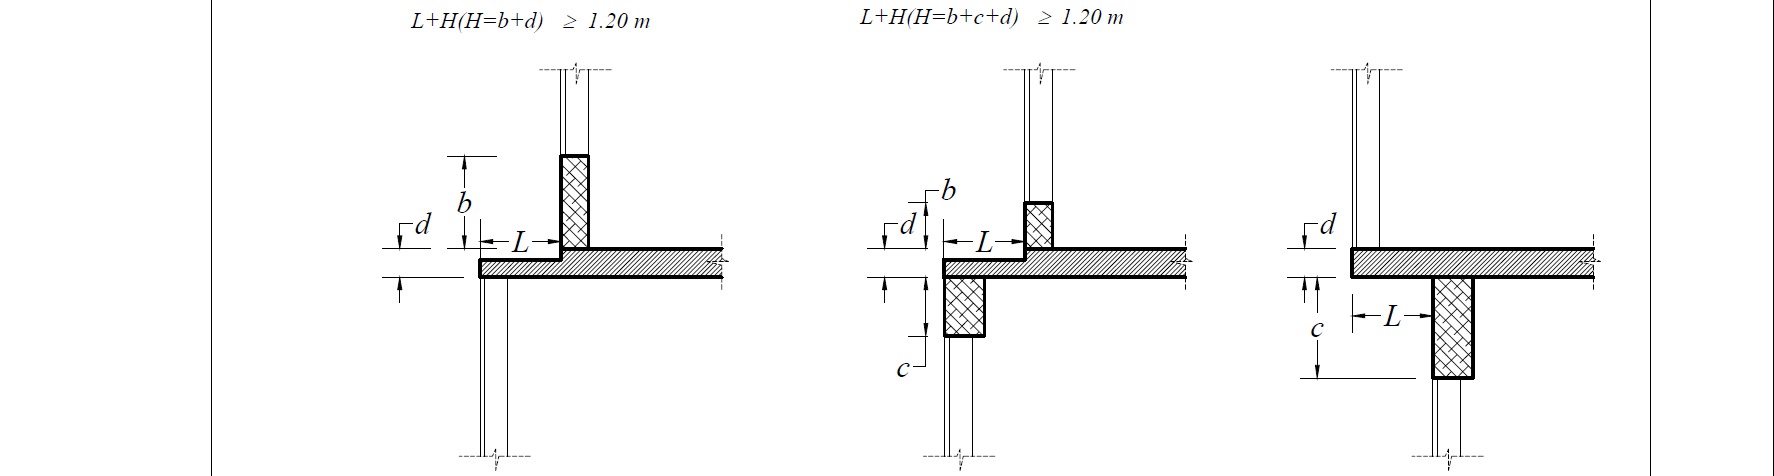 L+H(H=b+d) ≥ 1.20 m
L+H(H=b+c+d) ≥ 1.20 m
b
d
L
b
d
L
c
d
L
c